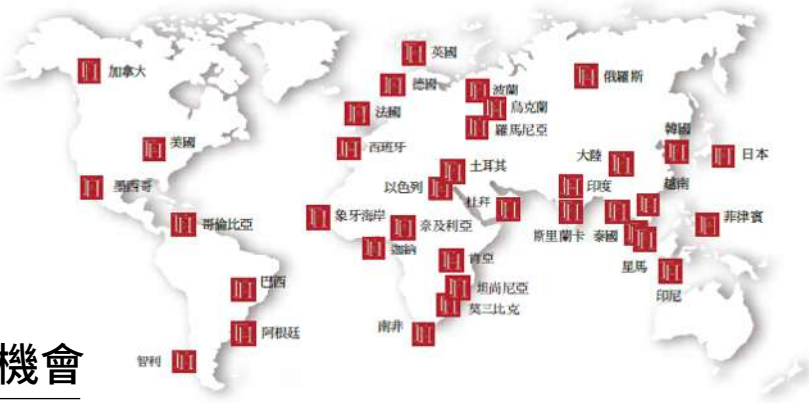 英國
加拿大
俄羅斯
德國
波蘭
烏克蘭
法國
羅馬尼亞
韓國
美國
西班牙
大陸
日本
土耳其
墨西哥
以色列
印度
越南
杜拜
象牙海岸
奈及利亞
菲律賓
哥倫比亞
斯里蘭卡
泰國
迦納
肯亞
星馬
巴西
坦尚尼亞
印尼
莫三比克
南非
阿根廷
機會
智利